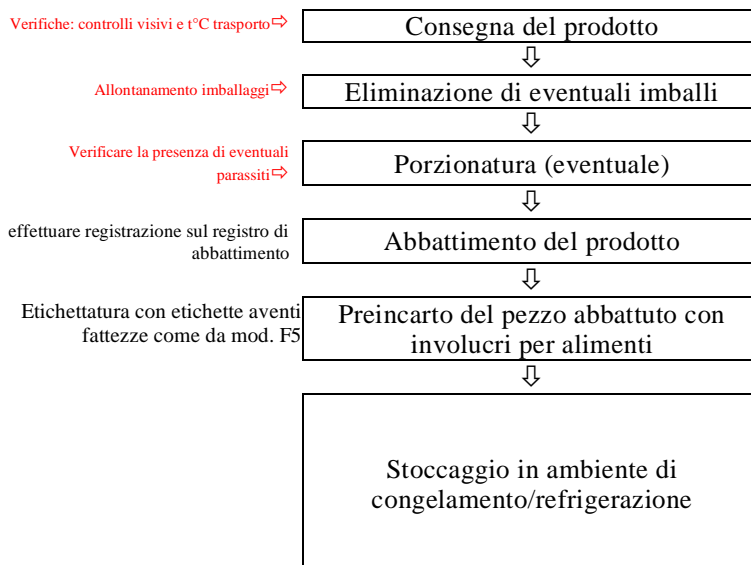 Verifiche: controlli visivi e t°C trasporto⇨
Consegna del prodotto
⇩
Allontanamento imballaggi⇨
Eliminazione di eventuali imballi
⇩
Verificare la presenza di eventuali
parassiti⇨
Porzionatura (eventuale)
⇩
effettuare registrazione sul registro di
abbattimento
Abbattimento del prodotto
⇩
Etichettatura con etichette aventi
fattezze come da mod. F5
Preincarto del pezzo abbattuto con
involucri per alimenti
⇩
Stoccaggio in ambiente di
congelamento/refrigerazione